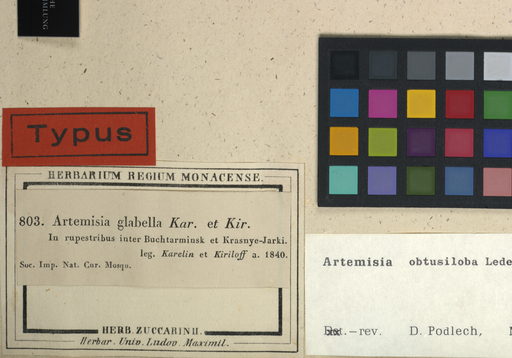 Typus
HERBARIUM REGIUM MONACENSE.
803. Artemisia glabella Kar. et Kir.
In rupestribus inter Buchtarminsk et Krasnye-Jarki.
leg. Karelin et Kiriloff a. 1840.
Soc. Imp. Nat. Cur. Mosqu.
HERB. ZUCCARINII.
Herbar. Univ. Ludov. Maximil.
Artemisia obtusiloba Lede
-rev. D. Podlech,